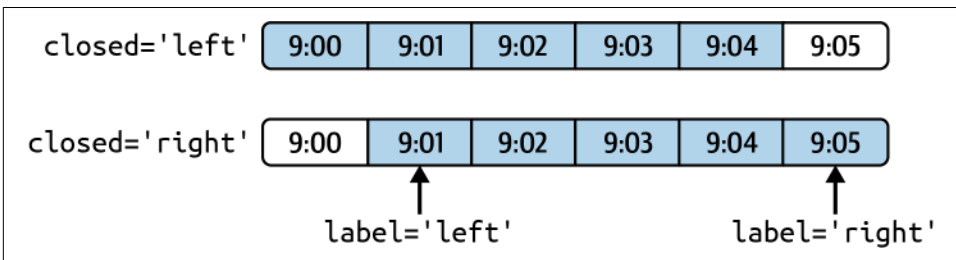 closed='left' 9:00 9:01 9:02 9:03 9:04 9:05
closed='right' 9:00 9:01 9:02 9:03 9:04 9:05
label='left' label='right'